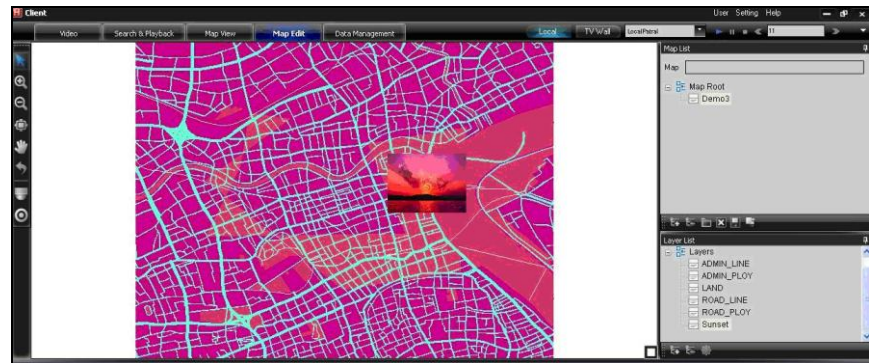 Client User Setting Help
Video Search & Playback Map View Map Edit Data Management Local TV Wall LocalPatrol 11
Map List
Map
Map Root
Demo3
Layer List
Layers
ADMIN_LINE
ADMIN_PLOY
LAND
ROAD_LINE
ROAD_PLOY
Sunset